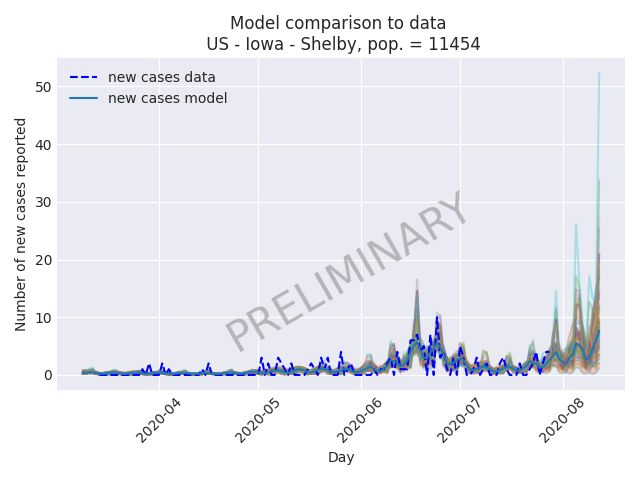 Model comparison to data
US - Iowa - Shelby, pop. = 11454
new cases data
new cases model
PRELIMINARY
Number of new cases reported
50
40
30
20
10
0
2020-04
2020-05
2020-06
2020-07
2020-08
Day